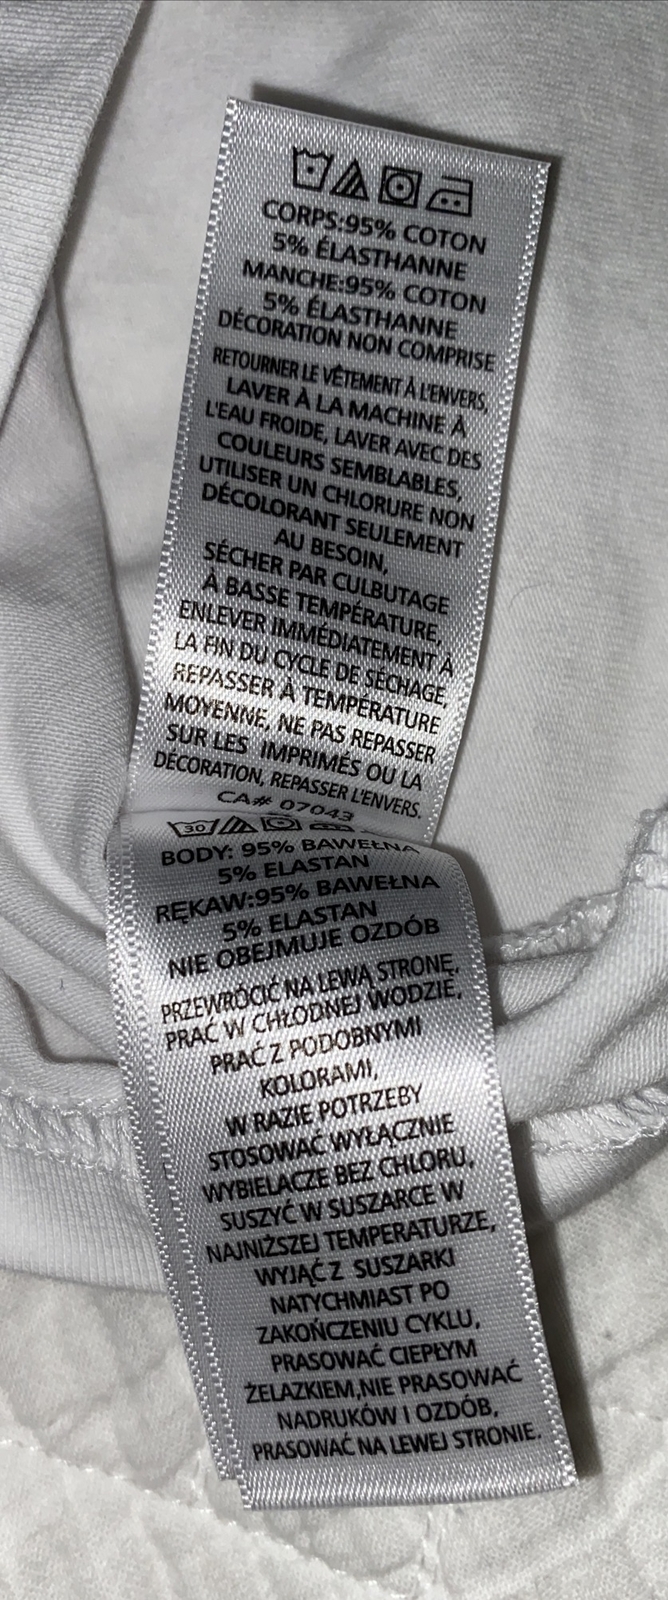 CORPS:95% COTON
5% ÉLASTHANNE
MANCHE:95% COTON
5% ÉLASTHANNE
DÉCORATION NON COMPRISE
RETOURNER LE VÊTEMENT À L'ENVERS,
LAVER À LA MACHINE À
L'EAU FROIDE, LAVER AVEC DES
COULEURS SEMBLABLES,
UTILISER UN CHLORURE NON
DÉCOLORANT SEULEMENT
AU BESOIN,
SÉCHER PAR CULBUTAGE
À BASSE TEMPÉRATURE,
ENLEVER IMMÉDIATEMENT À
LA FIN DU CYCLE DE SÉCHAGE,
REPASSER À TEMPÉRATURE
MOYENNE, NE PAS REPASSER
SUR LES IMPRIMÉS OU LA
DÉCORATION, REPASSER L'ENVERS.
CA# 07043
30
BODY: 95% BAWEŁNA
5% ELASTAN
RĘKAW:95% BAWEŁNA
5% ELASTAN
NIE OBEJMUJE OZDÓB
PRZEWRÓCIĆ NA LEWĄ STRONĘ,
PRAĆ W CHŁODNEJ WODZIE,
PRAĆ Z PODOBNYMI
KOLORAMI,
W RAZIE POTRZEBY
STOSOWAĆ WYŁĄCZNIE
WYBIELACZE BEZ CHLORU,
SUSZYĆ W SUSZARCE W
NAJNIŻSZEJ TEMPERATURZE,
WYJĄĆ Z SUSZARKI
NATYCHMIAST PO
ZAKOŃCZENIU CYKLU,
PRASOWAĆ CIEPŁYM
ŻELAZKIEM,NIE PRASOWAĆ
NADRUKÓW I OZDÓB,
PRASOWAĆ NA LEWEJ STRONIE.